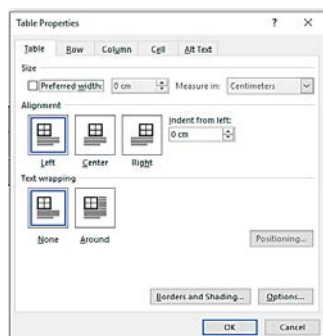 Table Properties ? X
Table Row Column Cell Alt Text
Size
Preferred width: 0 cm Measure in: Centimeters
Alignment
Indent from left:
0 cm
Left Center Right
Text wrapping
None Around
Positioning...
Borders and Shading... Options...
OK Cancel